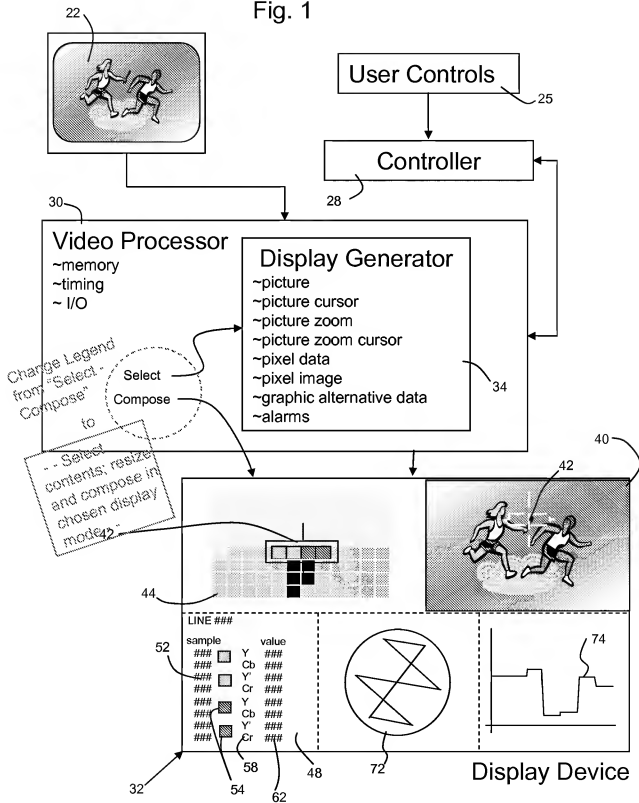 Fig. 1
22
User Controls
25
Controller
28
30
Video Processor
~memory
~timing
~ I/O
Display Generator
~picture
~picture cursor
~picture zoom
~picture zoom cursor
~pixel data
~pixel image
~graphic alternative data
~alarms
34
Change Legend
from "Select -
Compose"
to
- - Select
contents; resize
and compose in
chosen display
mode - -
Select
Compose
40
42
42
44
LINE ###
sample value
### Y ###
### Cb ###
### Y' ###
### Cr ###
### Y ###
### Cb ###
### Y' ###
### Cr ###
52
54
58
62
48
72
74
32
Display Device